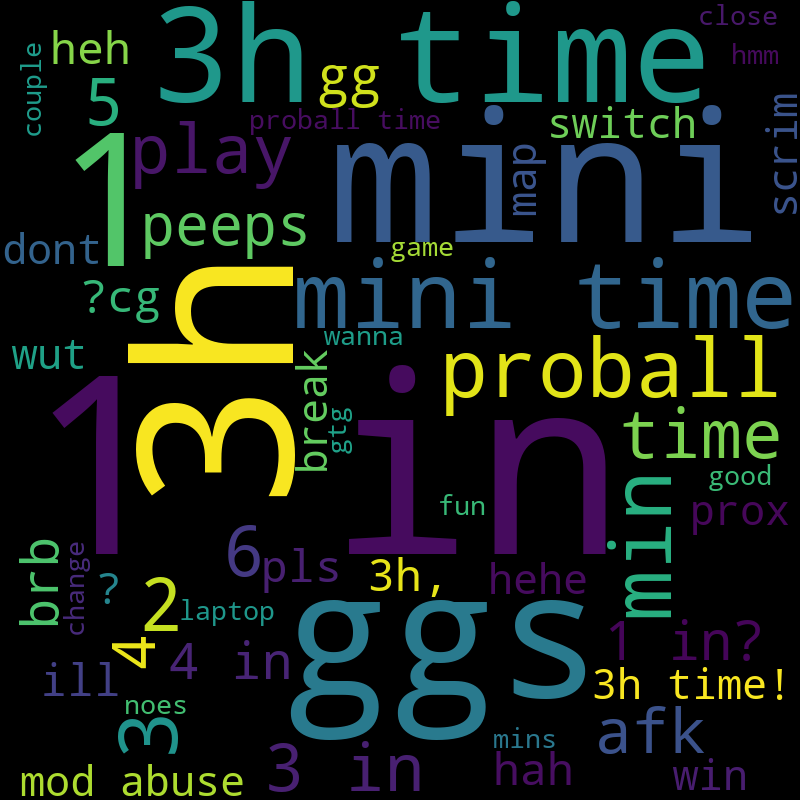 3h time
close
heh
gg
hmm
couple
5
proball time
switch
scrim
1
play
mini
map
peeps
dont
game
?cg
3h
mini time
wut
wanna
proball
break
1 in
gtg
time
good
fun
min
prox
brb
change
?
6
pls
3h,
hehe
2
laptop
ggs
1 in?
4
4 in
ill
3h time!
noes
3
mins
afk
mod abuse
3 in
hah
win